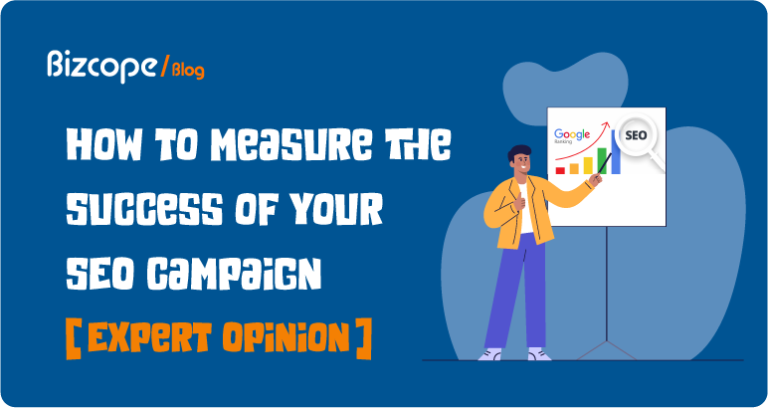 Bizcope/Blog
HOW TO MEASURE THE
SUCCESS OF YOUR
SEO CAMPAIGN
[EXPERT OPINION]
Google
Ranking
SEO